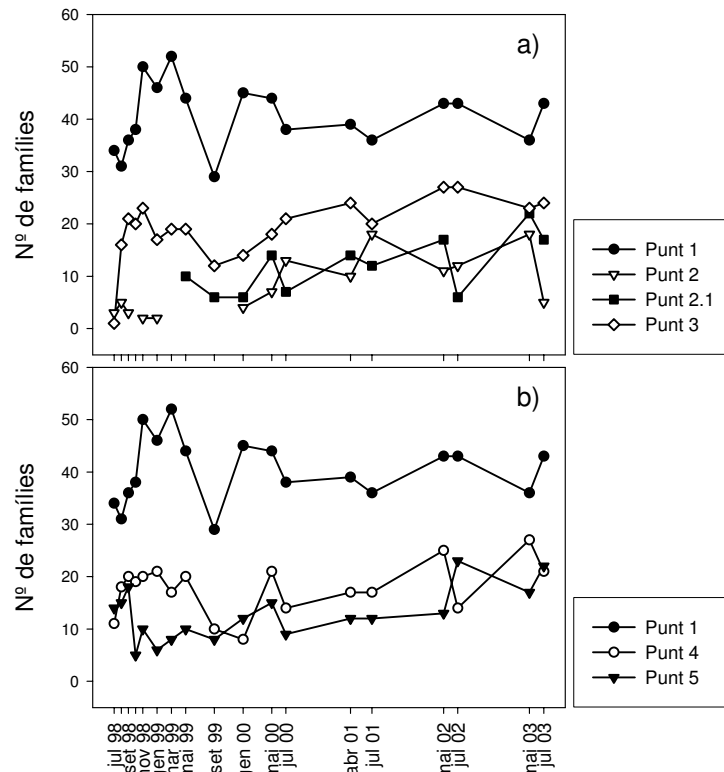 a)
60
50
40
30
20
10
0
Nº de famílies
Punt 1
Punt 2
Punt 2.1
Punt 3
b)
60
50
40
30
20
10
0
Nº de famílies
Punt 1
Punt 4
Punt 5
jul 98
set 98
nov 98
gen 99
mar 99
mai 99
set 99
gen 00
mai 00
jul 00
abr 01
jul 01
mai 02
jul 02
mai 03
jul 03